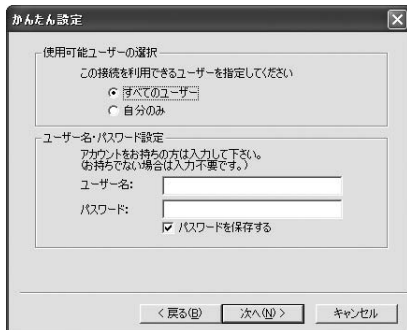 かんたん設定
使用可能ユーザーの選択
この接続を利用できるユーザーを指定してください
すべてのユーザー
自分のみ
ユーザー名・パスワード設定
アカウントをお持ちの方は入力して下さい。
(お持ちでない場合は入力不要です。)
ユーザー名:
パスワード:
パスワードを保存する
< 戻る(B)
次へ(N) >
キャンセル